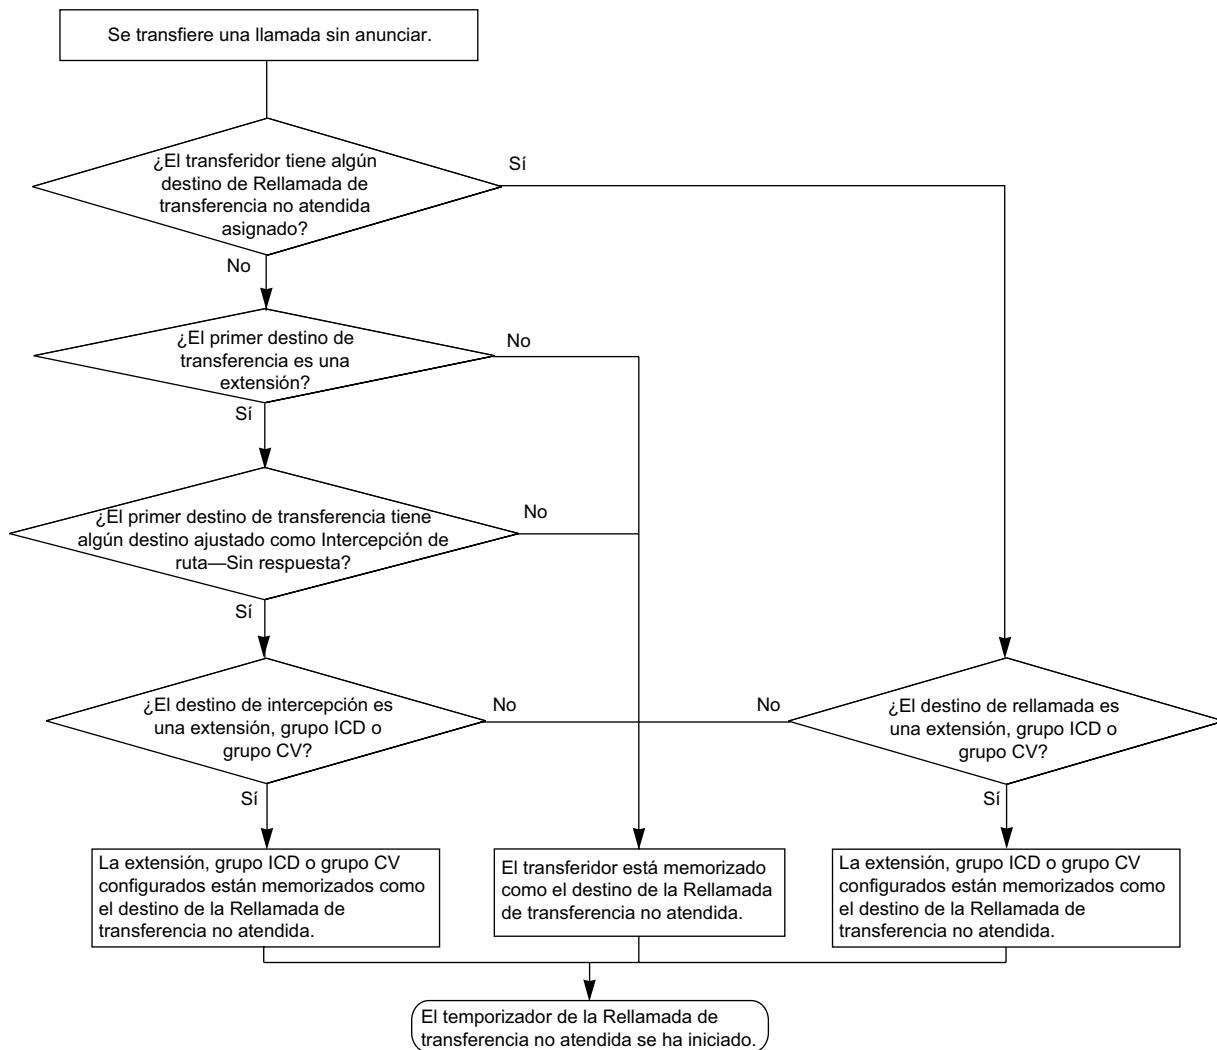 Se transfiere una llamada sin anunciar.
¿El transferidor tiene algún
destino de Rellamada de
transferencia no atendida
asignado?
Sí
No
¿El primer destino de
transferencia es una
extensión?
No
Sí
¿El primer destino de transferencia tiene
algún destino ajustado como Intercepción de
ruta—Sin respuesta?
No
Sí
¿El destino de intercepción es
una extensión, grupo ICD o
grupo CV?
No
No
¿El destino de rellamada es
una extensión, grupo ICD o
grupo CV?
Sí
Sí
La extensión, grupo ICD o grupo CV
configurados están memorizados como
el destino de la Rellamada de
transferencia no atendida.
El transferidor está memorizado
como el destino de la Rellamada
de transferencia no atendida.
La extensión, grupo ICD o grupo CV
configurados están memorizados como
el destino de la Rellamada de
transferencia no atendida.
El temporizador de la Rellamada de
transferencia no atendida se ha iniciado.